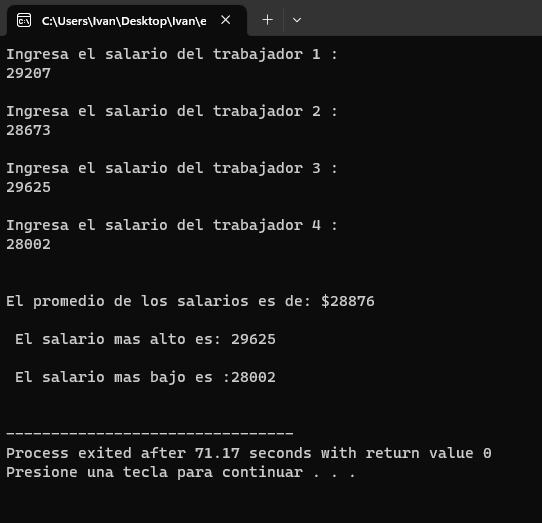 C:\Users\Ivan\Desktop\Ivan\e
Ingresa el salario del trabajador 1 :
29207
Ingresa el salario del trabajador 2 :
28673
Ingresa el salario del trabajador 3 :
29625
Ingresa el salario del trabajador 4 :
28002
El promedio de los salarios es de: $28876
El salario mas alto es: 29625
El salario mas bajo es :28002
--------------------------------
Process exited after 71.17 seconds with return value 0
Presione una tecla para continuar . . .